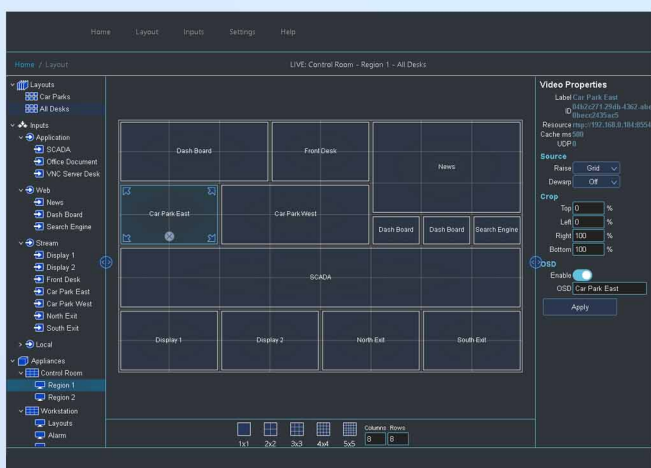 Home Layout Inputs Settings Help
Home / Layout
LIVE: Control Room - Region 1 - All Desks
Layouts
Car Parks
All Desks
Inputs
Application
SCADA
Office Document
VNC Server Desk
Web
News
Dash Board
Search Engine
Stream
Display 1
Display 2
Front Desk
Car Park East
Car Park West
North Exit
South Exit
Local
Appliances
Control Room
Region 1
Region 2
Workstation
Layouts
Alarm
Dash Board
Front Desk
News
Car Park East
Car Park West
Dash Board
Dash Board
Search Engine
SCADA
Display 1
Display 2
North Exit
South Exit
1x1 2x2 3x3 4x4 5x5
Columns Rows
8 8
Video Properties
Label Car Park East
ID
Resource rtsp://192.168.0.184:8554
Cache ms 500
UDP 0
Source
Raise Grid
Dewarp Off
Crop
Top 0 %
Left 0 %
Right 100 %
Bottom 100 %
OSD
Enable
OSD Car Park East
Apply